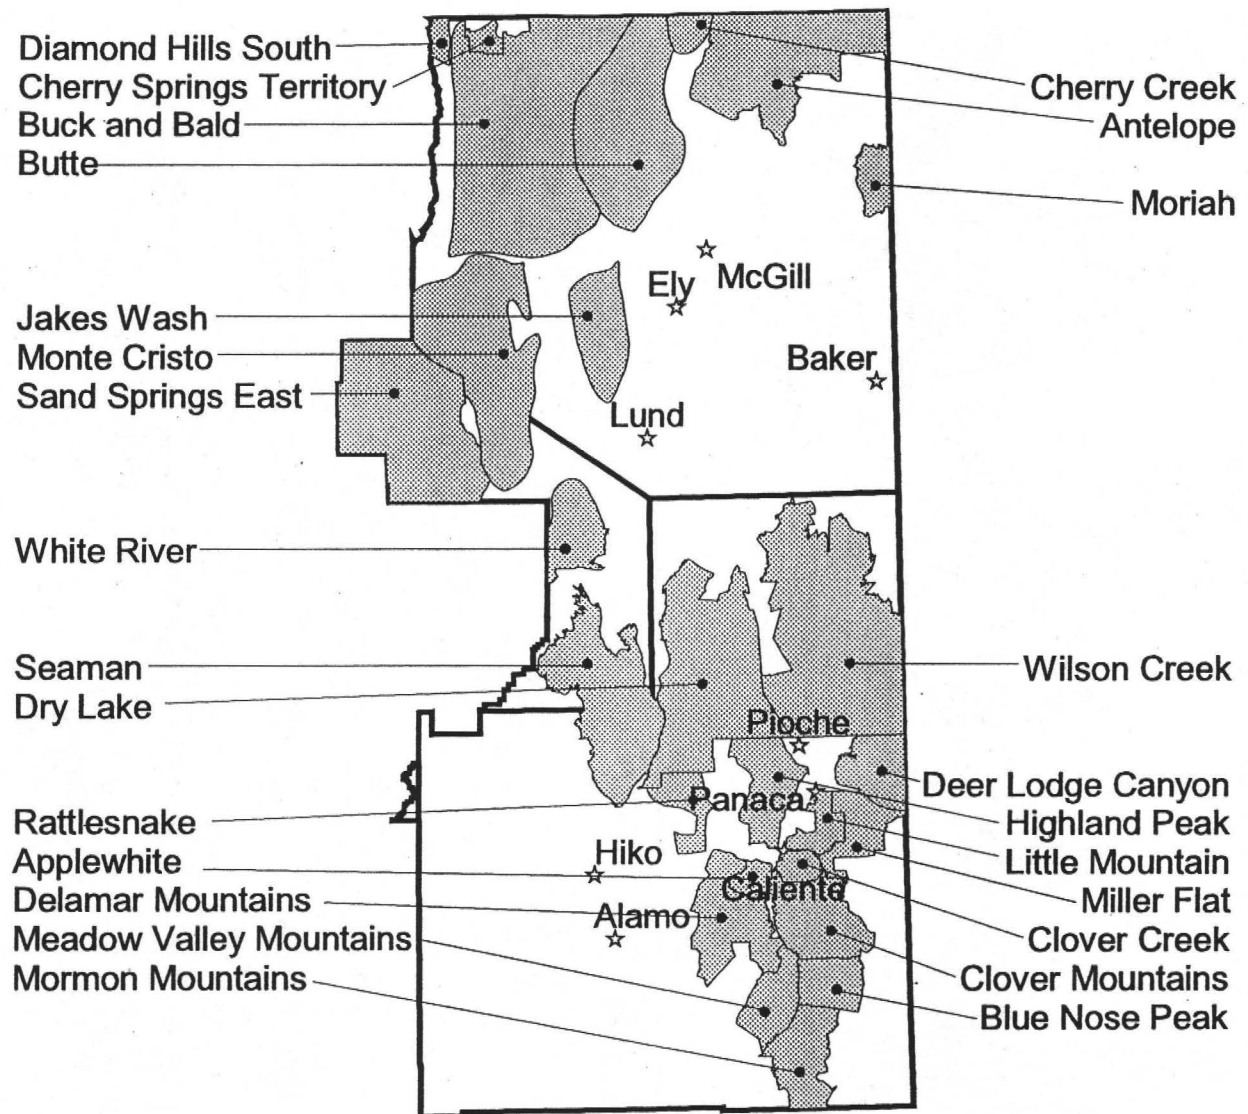 Diamond Hills South
Cherry Springs Territory
Buck and Bald
Butte
Cherry Creek
Antelope
Moriah
McGill
Ely
Jakes Wash
Monte Cristo
Sand Springs East
Baker
Lund
White River
Seaman
Dry Lake
Wilson Creek
Pioche
Deer Lodge Canyon
Panaca
Highland Peak
Rattlesnake
Little Mountain
Applewhite
Hiko
Miller Flat
Caliente
Delamar Mountains
Alamo
Clover Creek
Meadow Valley Mountains
Clover Mountains
Mormon Mountains
Blue Nose Peak